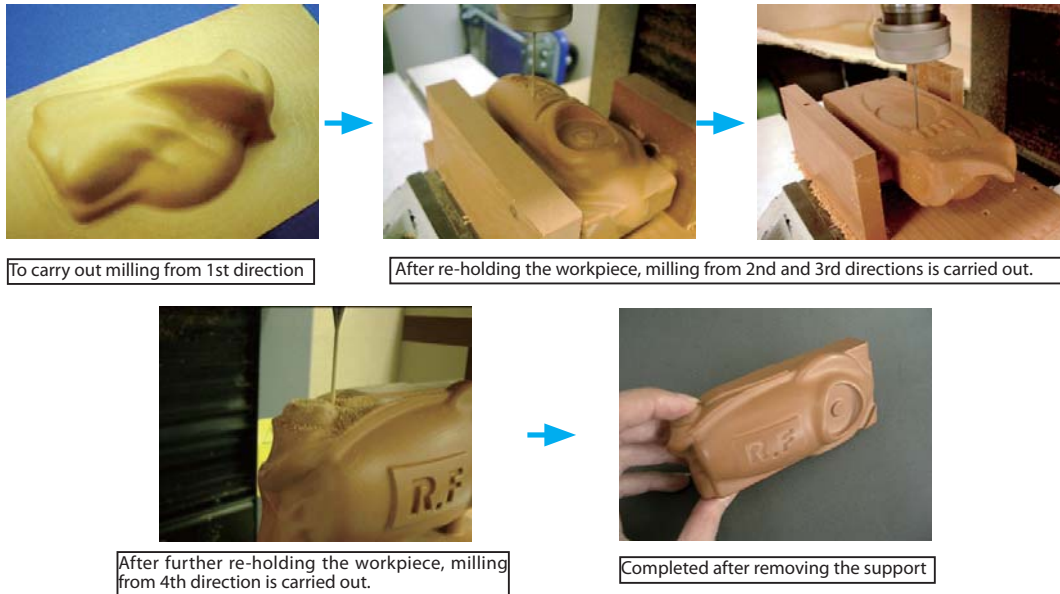 To carry out milling from 1st direction
After re-holding the workpiece, milling from 2nd and 3rd directions is carried out.
R.F
R.F
After further re-holding the workpiece, milling
from 4th direction is carried out.
Completed after removing the support